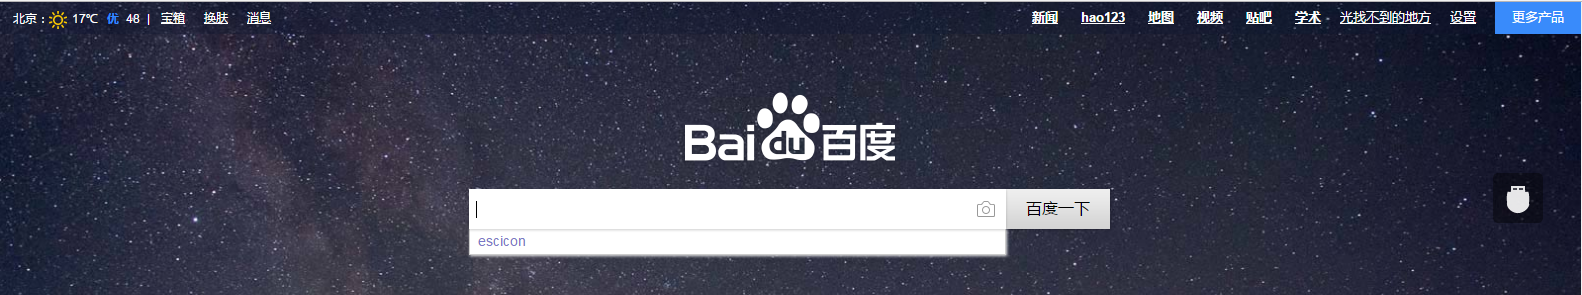 北京： 17℃ 优 48 | 宝箱 换肤 消息 新闻 hao123 地图 视频 贴吧 学术 光找不到的地方 设置 更多产品
Bai du 百度
百度一下
escicon